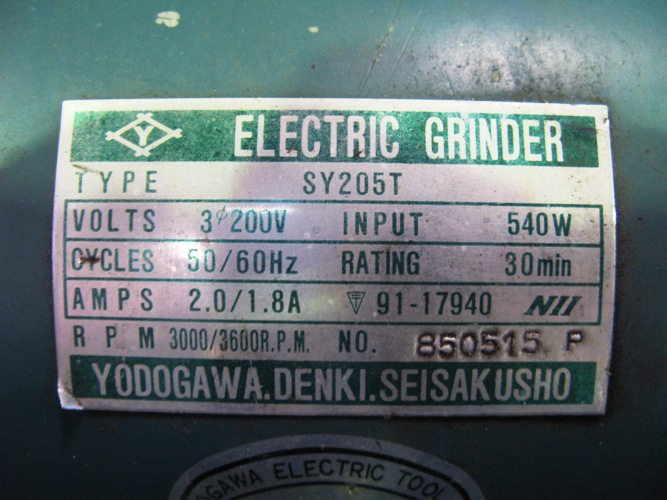 Y ELECTRIC GRINDER
TYPE SY205T
VOLTS 3φ200V INPUT 540W
CYCLES 50/60Hz RATING 30min
AMPS 2.0/1.8A 〒 91-17940
RPM 3000/3600R.P.M. NO. 850515 P
YODOGAWA.DENKI.SEISAKUSHO
ELECTRIC TOOL